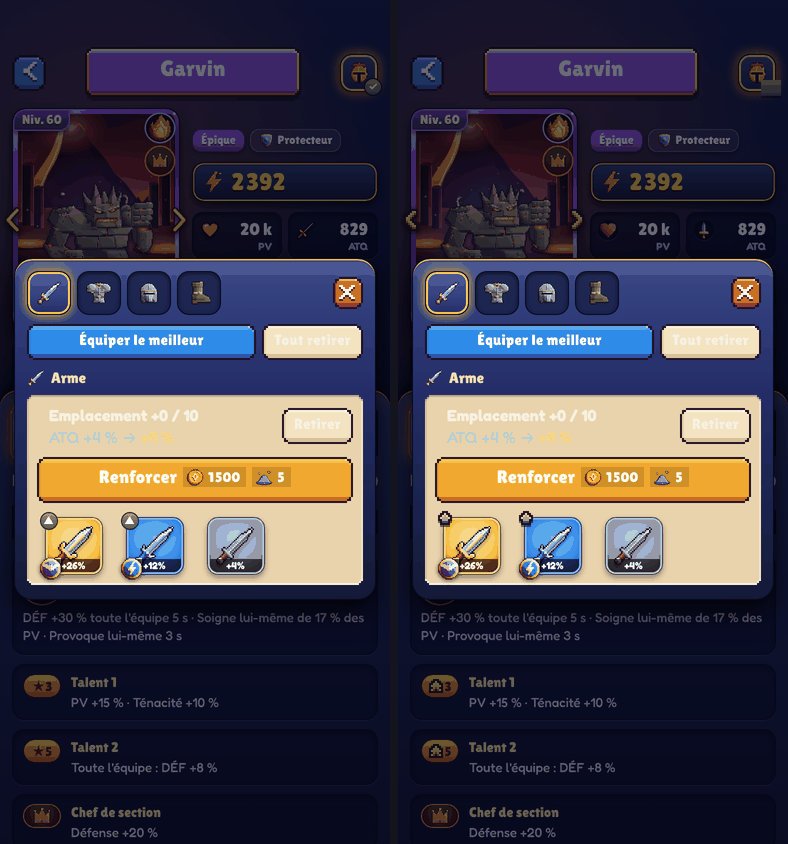 Garvin
Niv. 60
Épique
Protecteur
2392
20 k
PV
829
ATQ
Équiper le meilleur
Tout retirer
Arme
Emplacement +0 / 10
ATQ +4 % →
Retirer
Renforcer 1500 5
+26%
+12%
+4%
DÉF +30 % toute l'équipe 5 s · Soigne lui-même de 17 % des
PV · Provoque lui-même 3 s
★3
Talent 1
PV +15 % · Ténacité +10 %
★5
Talent 2
Toute l'équipe : DÉF +8 %
Chef de section
Défense +20 %
Garvin
Niv. 60
Épique
Protecteur
2392
20 k
PV
829
ATQ
Équiper le meilleur
Tout retirer
Arme
Emplacement +0 / 10
ATQ +4 % →
Retirer
Renforcer 1500 5
+26%
+12%
+4%
DÉF +30 % toute l'équipe 5 s · Soigne lui-même de 17 % des
PV · Provoque lui-même 3 s
3
Talent 1
PV +15 % · Ténacité +10 %
5
Talent 2
Toute l'équipe : DÉF +8 %
Chef de section
Défense +20 %